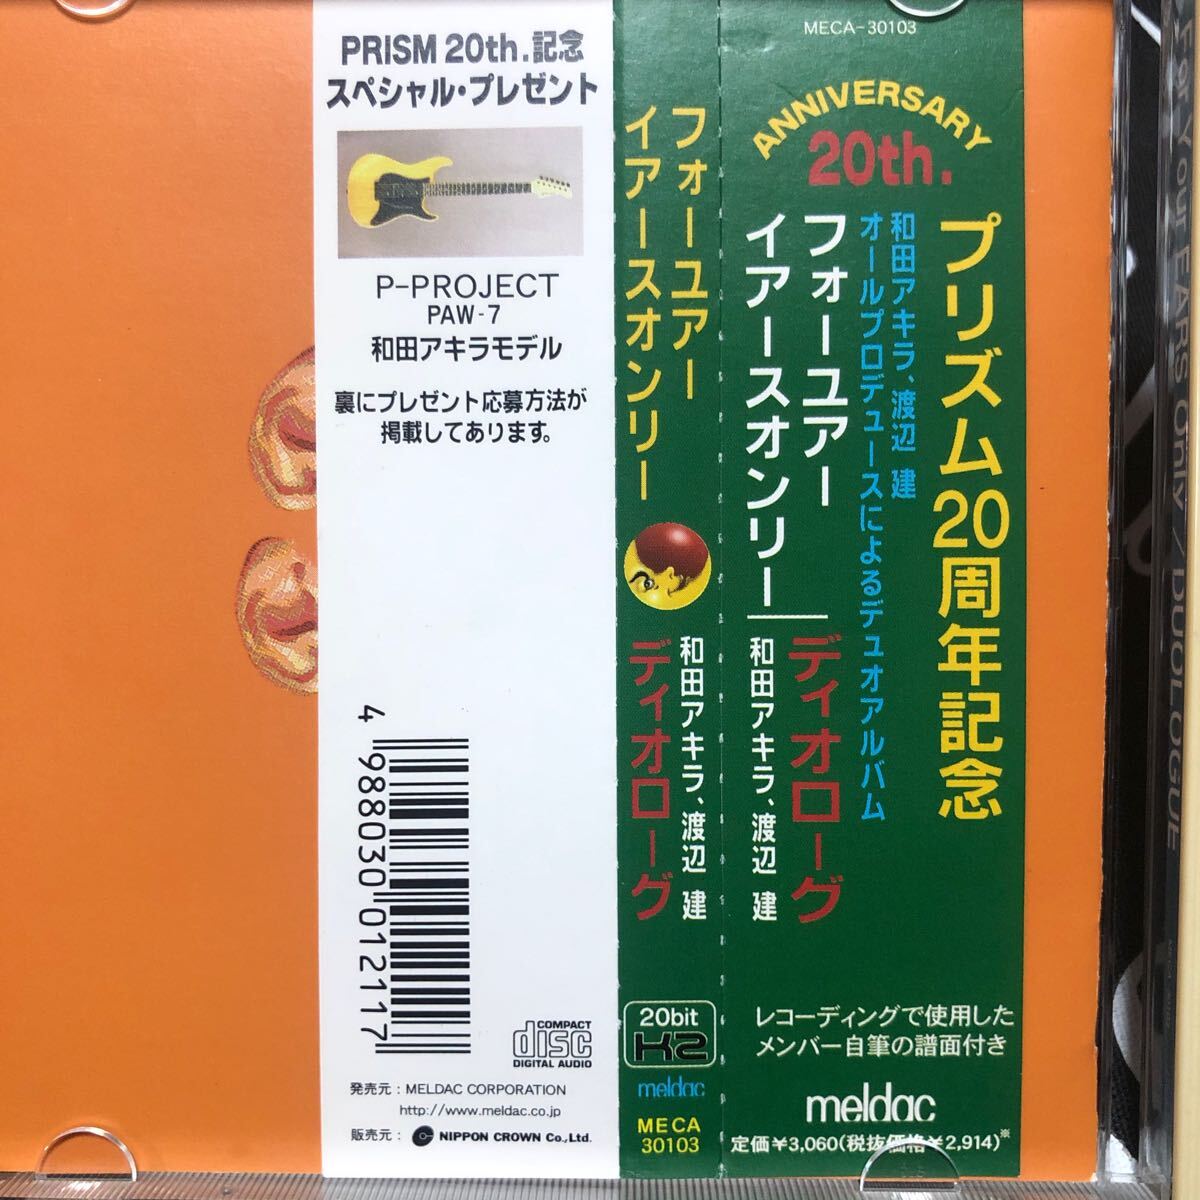 PRISM 20th.記念
スペシャル・プレゼント
P-PROJECT
PAW-7
和田アキラモデル
裏にプレゼント応募方法が
掲載してあります。
4 988030 012117
COMPACT
disc
DIGITAL AUDIO
発売元：MELDAC CORPORATION
http://www.meldac.co.jp
販売元：NIPPON CROWN Co.,Ltd.
フォーユアー
イアースオンリー
和田アキラ、渡辺 建
ディオローグ
20bit
K2
meldac
MECA
30103
MECA-30103
ANNIVERSARY
20th.
プリズム20周年記念
和田アキラ、渡辺 建
オールプロデュースによるデュオアルバム
フォーユアー
イアースオンリー
ディオローグ
和田アキラ、渡辺 建
レコーディングで使用した
メンバー自筆の譜面付き
meldac
定価¥3,060(税抜価格¥2,914)※
For Your EARS Only / DUOLOGUE